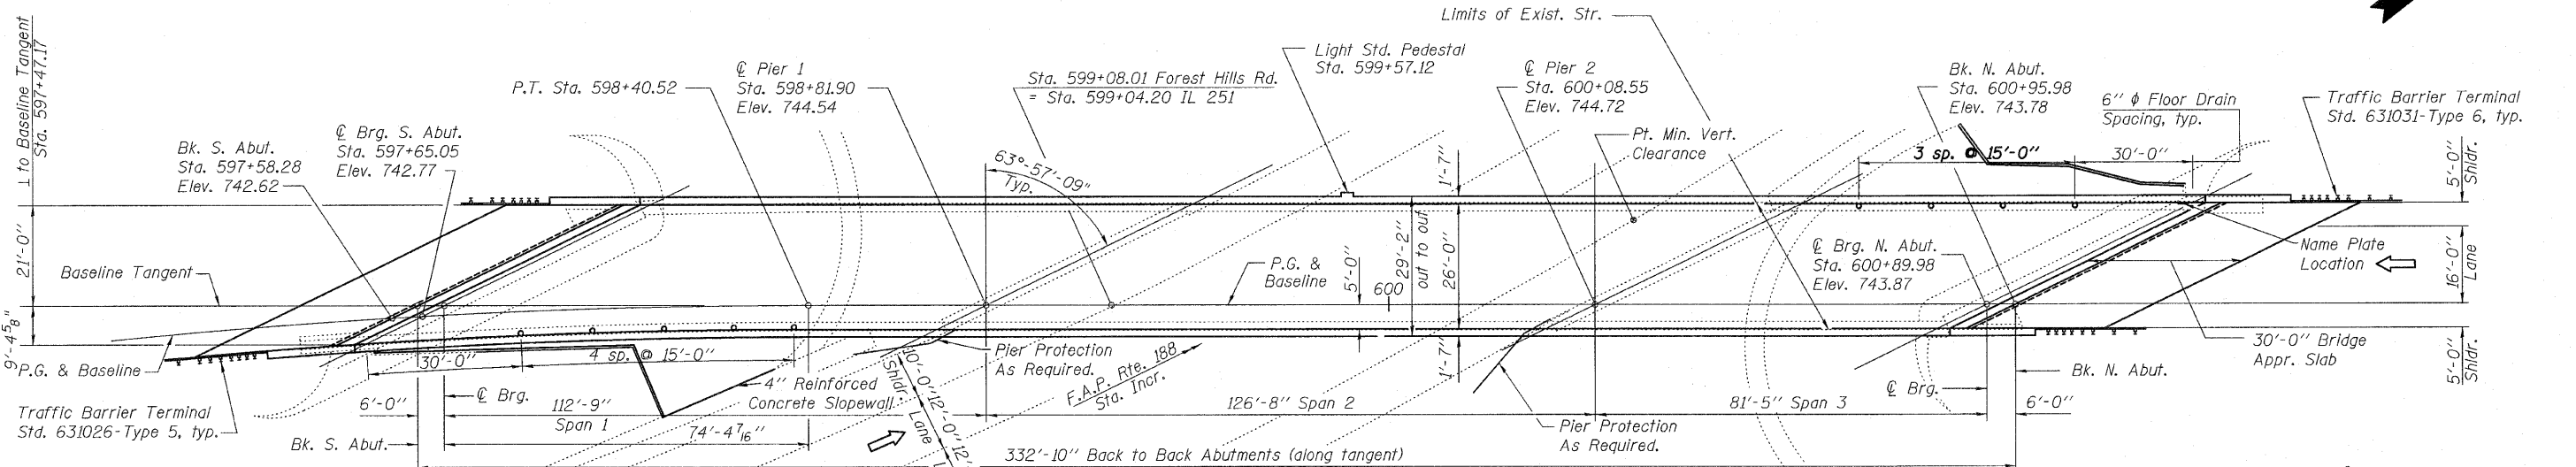 Limits of Exist. Str.
⊥ to Baseline Tangent
Sta. 597+47.17
Light Std. Pedestal
Sta. 599+57.12
℄ Pier 1
Sta. 598+81.90
Elev. 744.54
P.T. Sta. 598+40.52
Sta. 599+08.01 Forest Hills Rd.
= Sta. 599+04.20 IL 251
℄ Pier 2
Sta. 600+08.55
Elev. 744.72
Bk. N. Abut.
Sta. 600+95.98
Elev. 743.78
6'' ϕ Floor Drain
Spacing, typ.
Traffic Barrier Terminal
Std. 631031-Type 6, typ.
℄ Brg. S. Abut.
Sta. 597+65.05
Elev. 742.77
Bk. S. Abut.
Sta. 597+58.28
Elev. 742.62
Pt. Min. Vert.
Clearance
63°-57'-09''
Typ.
1'-7''
3 sp. @ 15'-0''
30'-0''
5'-0''
Shldr.
21'-0''
Baseline Tangent
P.G. &
Baseline
5'-0''
600
29'-2''
out to out
26'-0''
℄ Brg. N. Abut.
Sta. 600+89.98
Elev. 743.87
Name Plate
Location
16'-0''
Lane
9'-4 5/8''
P.G. & Baseline
30'-0''
4 sp. @ 15'-0''
Pier Protection
As Required.
1'-7''
30'-0'' Bridge
Appr. Slab
5'-0''
Shldr.
4'' Reinforced
Concrete Slopewall
10'-0''
Shldr.
12'-0''
Lane
12'
F.A.P. Rte. 188
Sta. Incr.
Bk. N. Abut.
℄ Brg.
Traffic Barrier Terminal
Std. 631026-Type 5, typ.
6'-0''
℄ Brg.
112'-9''
Span 1
126'-8'' Span 2
81'-5'' Span 3
6'-0''
Bk. S. Abut.
74'-4 7/16''
Pier Protection
As Required.
332'-10'' Back to Back Abutments (along tangent)